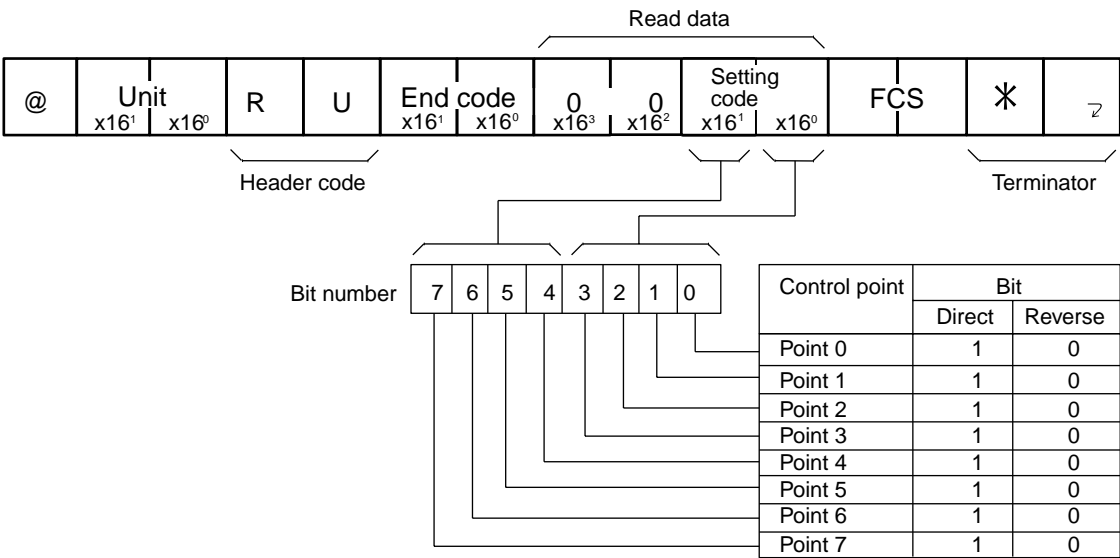 Read data
@ Unit R U End code 0 0 Setting code FCS *
x16¹ x16⁰ x16¹ x16⁰ x16³ x16² x16¹ x16⁰
Header code Terminator
Bit number 7 6 5 4 3 2 1 0
Control point Bit
Direct Reverse
Point 0 1 0
Point 1 1 0
Point 2 1 0
Point 3 1 0
Point 4 1 0
Point 5 1 0
Point 6 1 0
Point 7 1 0